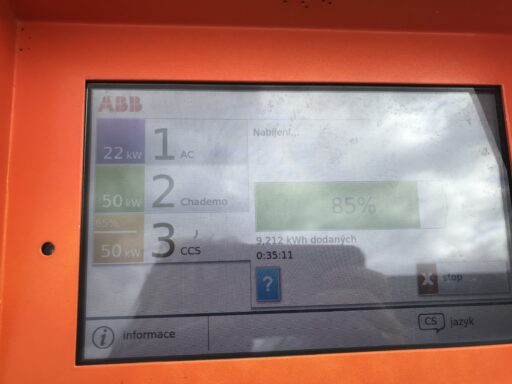 ABB
22 kW 1 AC
50 kW 2 Chademo
85%
50 kW 3 CCS
Nabíjení...
85%
9,212 kWh dodaných
0:35:11
?
X stop
i informace
CS jazyk